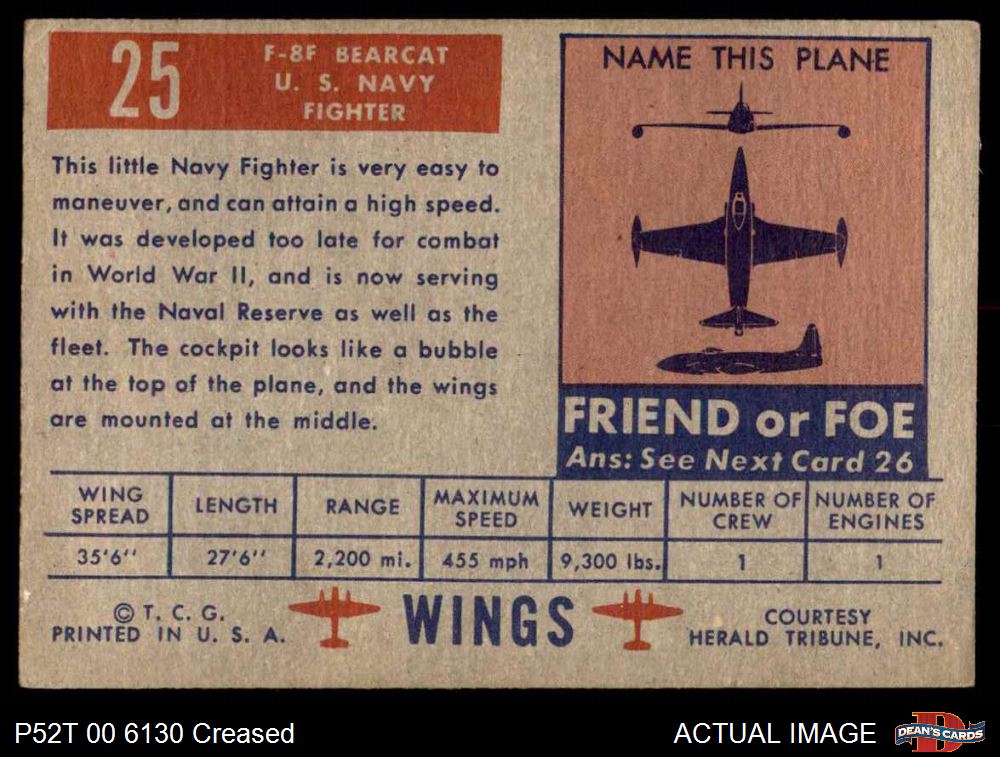 25
F-8F BEARCAT
U. S. NAVY
FIGHTER
This little Navy Fighter is very easy to
maneuver, and can attain a high speed.
It was developed too late for combat
in World War II, and is now serving
with the Naval Reserve as well as the
fleet. The cockpit looks like a bubble
at the top of the plane, and the wings
are mounted at the middle.
NAME THIS PLANE
FRIEND or FOE
Ans: See Next Card 26
WING SPREAD LENGTH RANGE MAXIMUM SPEED WEIGHT NUMBER OF CREW NUMBER OF ENGINES
35'6'' 27'6'' 2,200 mi. 455 mph 9,300 lbs. 1 1
© T. C. G.
PRINTED IN U. S. A.
WINGS
COURTESY
HERALD TRIBUNE, INC.
P52T 00 6130 Creased
ACTUAL IMAGE
D
DEAN'S CARDS